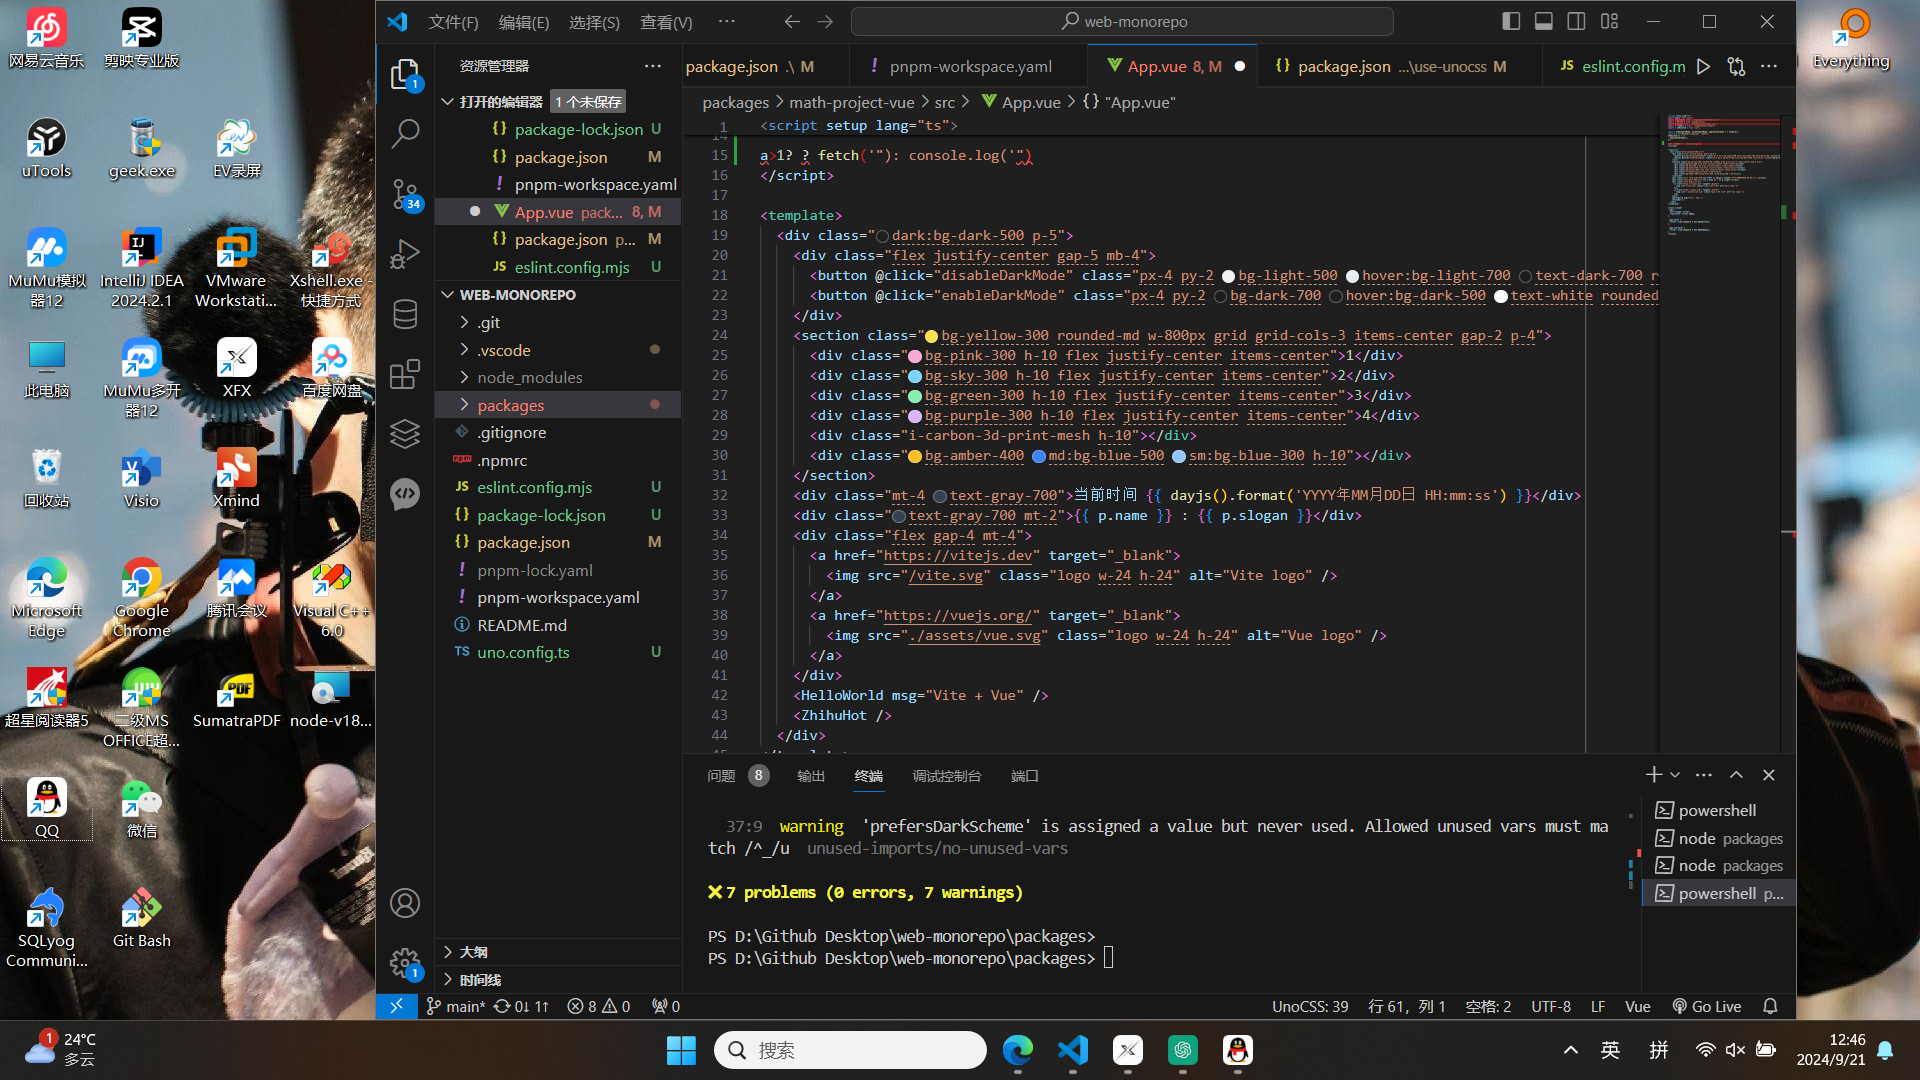 网易云音乐
剪映专业版
uTools
geek.exe
EV录屏
MuMu模拟器12
IntelliJ IDEA 2024.2.1
VMware Workstati...
Xshell.exe - 快捷方式
此电脑
MuMu多开器12
XFX
百度网盘
回收站
Visio
Xmind
Microsoft Edge
Google Chrome
腾讯会议
Visual C++ 6.0
超星阅读器5
二级MS OFFICE超...
SumatraPDF
node-v18...
QQ
微信
SQLyog Communi...
Git Bash
Everything
文件(F) 编辑(E) 选择(S) 查看(V) ··· web-monorepo
资源管理器 ···
打开的编辑器 1 个未保存
package-lock.json U
package.json M
pnpm-workspace.yaml
App.vue pack... 8, M
package.json p... M
eslint.config.mjs U
WEB-MONOREPO
.git
.vscode
node_modules
packages
.gitignore
.npmrc
eslint.config.mjs U
package-lock.json U
package.json M
pnpm-lock.yaml
pnpm-workspace.yaml
README.md
uno.config.ts U
大纲
时间线
1
34
1
package.json .\ M
pnpm-workspace.yaml
App.vue 8, M
package.json ...\use-unocss M
eslint.config.m
packages > math-project-vue > src > App.vue > {} "App.vue"
1 <script setup lang="ts">
14
15 a>1? ? fetch('"): console.log('")
16 </script>
17
18 <template>
19 <div class="dark:bg-dark-500 p-5">
20 <div class="flex justify-center gap-5 mb-4">
21 <button @click="disableDarkMode" class="px-4 py-2 bg-light-500 hover:bg-light-700 text-dark-700 r
22 <button @click="enableDarkMode" class="px-4 py-2 bg-dark-700 hover:bg-dark-500 text-white rounded
23 </div>
24 <section class="bg-yellow-300 rounded-md w-800px grid grid-cols-3 items-center gap-2 p-4">
25 <div class="bg-pink-300 h-10 flex justify-center items-center">1</div>
26 <div class="bg-sky-300 h-10 flex justify-center items-center">2</div>
27 <div class="bg-green-300 h-10 flex justify-center items-center">3</div>
28 <div class="bg-purple-300 h-10 flex justify-center items-center">4</div>
29 <div class="i-carbon-3d-print-mesh h-10"></div>
30 <div class="bg-amber-400 md:bg-blue-500 sm:bg-blue-300 h-10"></div>
31 </section>
32 <div class="mt-4 text-gray-700">当前时间 {{ dayjs().format('YYYY年MM月DD日 HH:mm:ss') }}</div>
33 <div class="text-gray-700 mt-2">{{ p.name }} : {{ p.slogan }}</div>
34 <div class="flex gap-4 mt-4">
35 <a href="https://vitejs.dev" target="_blank">
36 <img src="/vite.svg" class="logo w-24 h-24" alt="Vite logo" />
37 </a>
38 <a href="https://vuejs.org/" target="_blank">
39 <img src="./assets/vue.svg" class="logo w-24 h-24" alt="Vue logo" />
40 </a>
41 </div>
42 <HelloWorld msg="Vite + Vue" />
43 <ZhihuHot />
44 </div>
问题 8 输出 终端 调试控制台 端口
37:9 warning 'prefersDarkScheme' is assigned a value but never used. Allowed unused vars must ma
tch /^_/u unused-imports/no-unused-vars
✖ 7 problems (0 errors, 7 warnings)
PS D:\Github Desktop\web-monorepo\packages>
PS D:\Github Desktop\web-monorepo\packages>
powershell
node packages
node packages
powershell p...
main* 0↓ 1↑ 8 0 0
UnoCSS: 39 行 61，列 1 空格: 2 UTF-8 LF Vue Go Live
1 24°C
多云
搜索
英 拼
12:46
2024/9/21